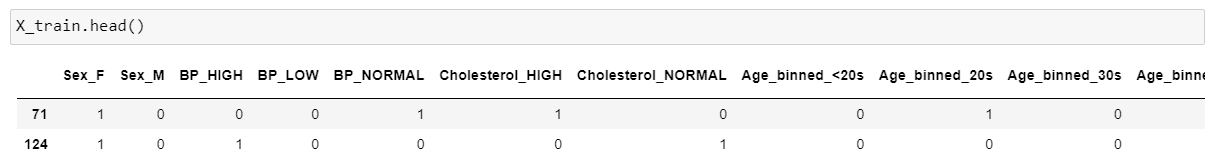 X_train.head()
Sex_F Sex_M BP_HIGH BP_LOW BP_NORMAL Cholesterol_HIGH Cholesterol_NORMAL Age_binned_<20s Age_binned_20s Age_binned_30s Age_binne
71 1 0 0 0 1 1 0 0 1 0
124 1 0 1 0 0 0 1 0 0 0